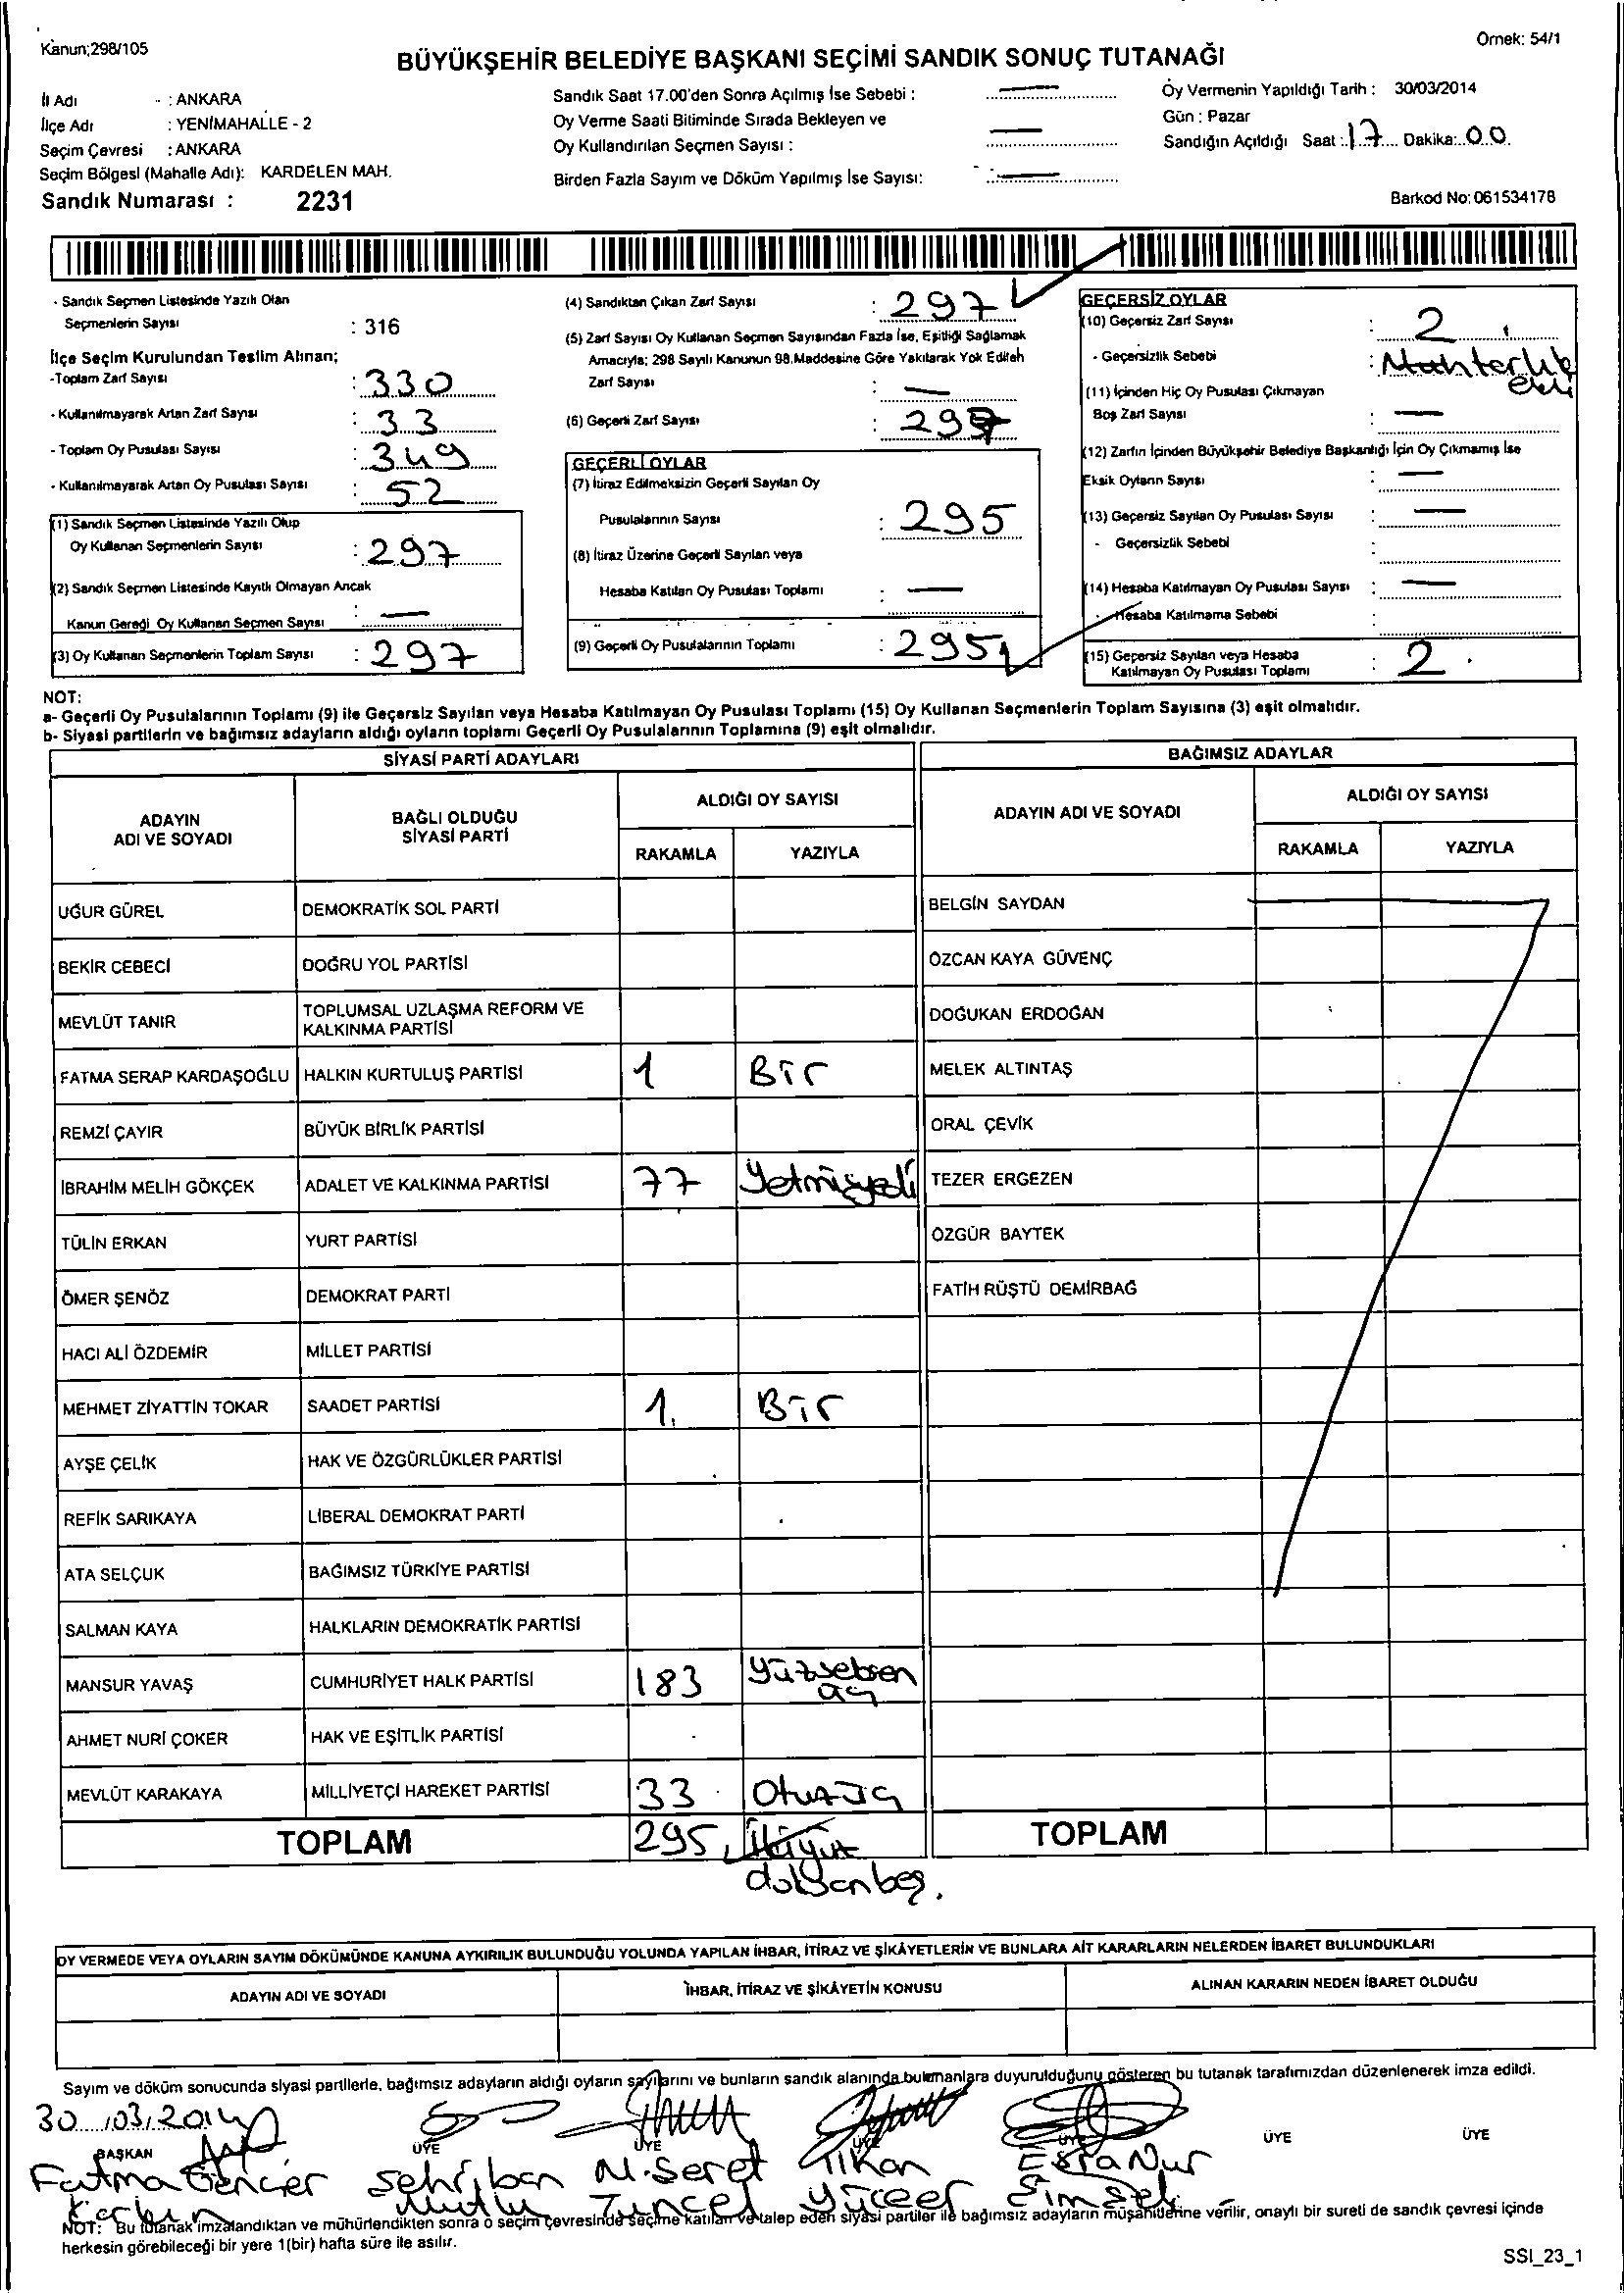 Kanun;298/105
Örnek: 54/1
BÜYÜKŞEHİR BELEDİYE BAŞKANI SEÇİMİ SANDIK SONUÇ TUTANAĞI
İl Adı : ANKARA
İlçe Adı : YENİMAHALLE - 2
Seçim Çevresi : ANKARA
Seçim Bölgesi (Mahalle Adı): KARDELEN MAH.
Sandık Numarası : 2231
Sandık Saat 17.00'den Sonra Açılmış İse Sebebi : —
Oy Verme Saati Bitiminde Sırada Bekleyen ve
Oy Kullandırılan Seçmen Sayısı : —
Birden Fazla Sayım ve Döküm Yapılmış İse Sayısı: —
Oy Vermenin Yapıldığı Tarih : 30/03/2014
Gün : Pazar
Sandığın Açıldığı Saat : 17 Dakika: 00
Barkod No: 061534178
- Sandık Seçmen Listesinde Yazılı Olan
Seçmenlerin Sayısı : 316
İlçe Seçim Kurulundan Teslim Alınan;
-Toplam Zarf Sayısı : 330
- Kullanılmayarak Artan Zarf Sayısı : 33
- Toplam Oy Pusulası Sayısı : 349
- Kullanılmayarak Artan Oy Pusulası Sayısı : 52
(1) Sandık Seçmen Listesinde Yazılı Olup
Oy Kullanan Seçmenlerin Sayısı : 297
(2) Sandık Seçmen Listesinde Kayıtlı Olmayan Ancak
Kanun Gereği Oy Kullanan Seçmen Sayısı : —
(3) Oy Kullanan Seçmenlerin Toplam Sayısı : 297
(4) Sandıktan Çıkan Zarf Sayısı : 297
(5) Zarf Sayısı Oy Kullanan Seçmen Sayısından Fazla İse, Eşitliği Sağlamak
Amacıyla; 298 Sayılı Kanunun 98.Maddesine Göre Yakılarak Yok Edilen
Zarf Sayısı : —
(6) Geçerli Zarf Sayısı : 297
GEÇERLİ OYLAR
(7) İtiraz Edilmeksizin Geçerli Sayılan Oy
Pusulalarının Sayısı : 295
(8) İtiraz Üzerine Geçerli Sayılan veya
Hesaba Katılan Oy Pusulası Toplamı : —
(9) Geçerli Oy Pusulalarının Toplamı : 295
GEÇERSİZ OYLAR
(10) Geçersiz Zarf Sayısı : 2
- Geçersizlik Sebebi : Muhtarlık
(11) İçinden Hiç Oy Pusulası Çıkmayan
Boş Zarf Sayısı : —
(12) Zarfın İçinden Büyükşehir Belediye Başkanlığı İçin Oy Çıkmamış İse
Eksik Oyların Sayısı : —
(13) Geçersiz Sayılan Oy Pusulası Sayısı : —
- Geçersizlik Sebebi :
(14) Hesaba Katılmayan Oy Pusulası Sayısı : —
- Hesaba Katılmama Sebebi
(15) Geçersiz Sayılan veya Hesaba
Katılmayan Oy Pusulası Toplamı : 2
NOT:
a- Geçerli Oy Pusulalarının Toplamı (9) ile Geçersiz Sayılan veya Hesaba Katılmayan Oy Pusulası Toplamı (15) Oy Kullanan Seçmenlerin Toplam Sayısına (3) eşit olmalıdır.
b- Siyasi partilerin ve bağımsız adayların aldığı oyların toplamı Geçerli Oy Pusulalarının Toplamına (9) eşit olmalıdır.
SİYASİ PARTİ ADAYLARI
ADAYIN ADI VE SOYADI BAĞLI OLDUĞU SİYASİ PARTİ ALDIĞI OY SAYISI
RAKAMLA YAZIYLA
UĞUR GÜREL DEMOKRATİK SOL PARTİ
BEKİR CEBECİ DOĞRU YOL PARTİSİ
MEVLÜT TANIR TOPLUMSAL UZLAŞMA REFORM VE KALKINMA PARTİSİ
FATMA SERAP KARDAŞOĞLU HALKIN KURTULUŞ PARTİSİ 1 Bir
REMZİ ÇAYIR BÜYÜK BİRLİK PARTİSİ
İBRAHİM MELİH GÖKÇEK ADALET VE KALKINMA PARTİSİ 77 Yetmişyedi
TÜLİN ERKAN YURT PARTİSİ
ÖMER ŞENÖZ DEMOKRAT PARTİ
HACI ALİ ÖZDEMİR MİLLET PARTİSİ
MEHMET ZİYATTİN TOKAR SAADET PARTİSİ 1 Bir
AYŞE ÇELİK HAK VE ÖZGÜRLÜKLER PARTİSİ
REFİK SARIKAYA LİBERAL DEMOKRAT PARTİ
ATA SELÇUK BAĞIMSIZ TÜRKİYE PARTİSİ
SALMAN KAYA HALKLARIN DEMOKRATİK PARTİSİ
MANSUR YAVAŞ CUMHURİYET HALK PARTİSİ 183 Yüzseksen üç
AHMET NURİ ÇOKER HAK VE EŞİTLİK PARTİSİ
MEVLÜT KARAKAYA MİLLİYETÇİ HAREKET PARTİSİ 33 Otuzüç
TOPLAM 295 İkiyüz doksanbeş.
BAĞIMSIZ ADAYLAR
ADAYIN ADI VE SOYADI ALDIĞI OY SAYISI
RAKAMLA YAZIYLA
BELGİN SAYDAN
ÖZCAN KAYA GÜVENÇ
DOĞUKAN ERDOĞAN
MELEK ALTINTAŞ
ORAL ÇEVİK
TEZER ERGEZEN
ÖZGÜR BAYTEK
FATİH RÜŞTÜ DEMİRBAĞ
TOPLAM
OY VERMEDE VEYA OYLARIN SAYIM DÖKÜMÜNDE KANUNA AYKIRILIK BULUNDUĞU YOLUNDA YAPILAN İHBAR, İTİRAZ VE ŞİKÂYETLERİN VE BUNLARA AİT KARARLARIN NELERDEN İBARET BULUNDUKLARI
ADAYIN ADI VE SOYADI İHBAR, İTİRAZ VE ŞİKÂYETİN KONUSU ALINAN KARARIN NEDEN İBARET OLDUĞU
Sayım ve döküm sonucunda siyasi partilerle, bağımsız adayların aldığı oyların sayılarını ve bunların sandık alanında bulunanlara duyurulduğunu gösteren bu tutanak tarafımızdan düzenlenerek imza edildi.
30/03/2014
BAŞKAN ÜYE ÜYE ÜYE ÜYE ÜYE ÜYE
Fatma Gencer Şehriban M.Seret İlkan Esra Nur
Mutlu Tuncel Yüceer Şimşek
NOT: Bu tutanak imzalandıktan ve mühürlendikten sonra o seçim çevresinde seçime katılan ve talep eden siyasi partiler ile bağımsız adayların müşahitlerine verilir, onaylı bir sureti de sandık çevresi içinde
herkesin görebileceği bir yere 1(bir) hafta süre ile asılır.
SSI_23_1